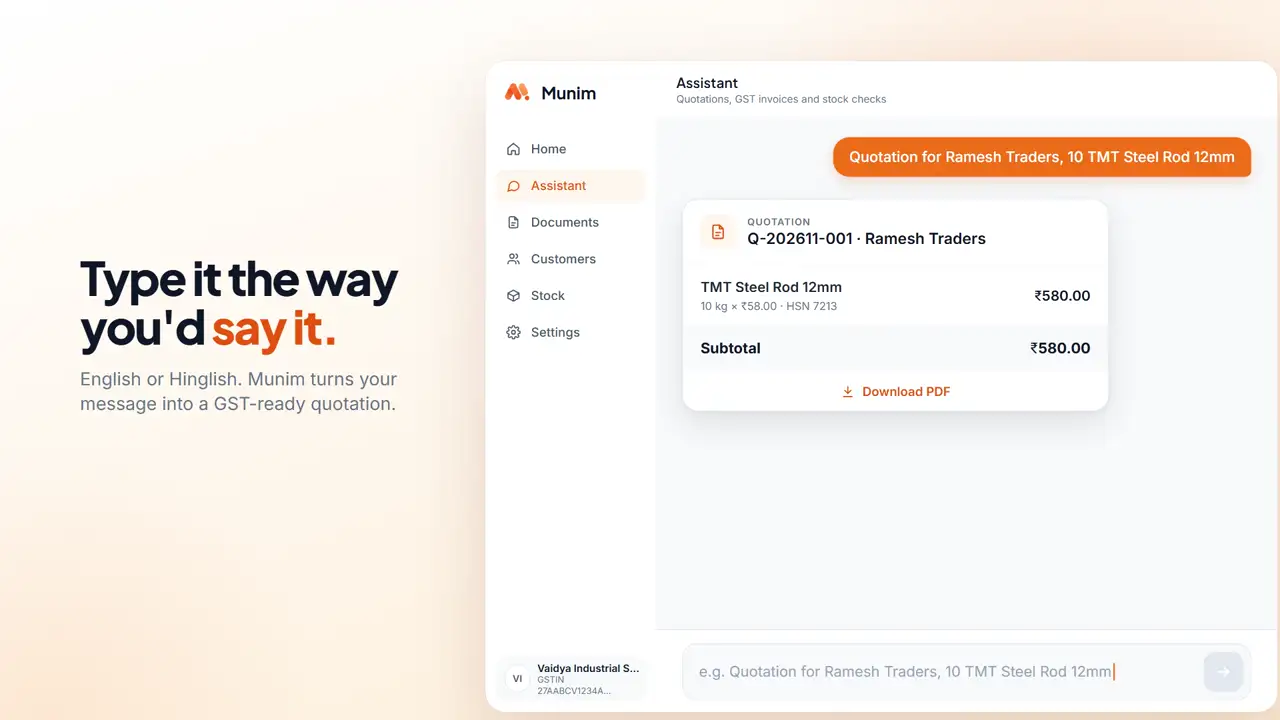 Type it the way
you'd say it.
English or Hinglish. Munim turns your
message into a GST-ready quotation.
Munim
Home
Assistant
Documents
Customers
Stock
Settings
VI
Vaidya Industrial S...
GSTIN
27AABCV1234A...
Assistant
Quotations, GST invoices and stock checks
Quotation for Ramesh Traders, 10 TMT Steel Rod 12mm
QUOTATION
Q-202611-001 · Ramesh Traders
TMT Steel Rod 12mm
₹580.00
10 kg × ₹58.00 · HSN 7213
Subtotal
₹580.00
Download PDF
e.g. Quotation for Ramesh Traders, 10 TMT Steel Rod 12mm